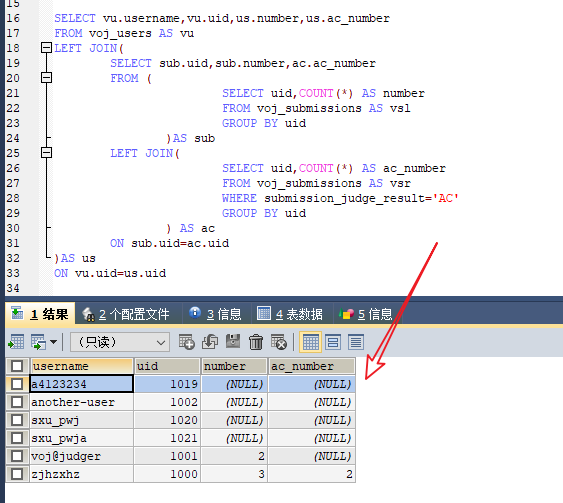 15
16 SELECT vu.username,vu.uid,us.number,us.ac_number
17 FROM voj_users AS vu
18 LEFT JOIN(
19 SELECT sub.uid,sub.number,ac.ac_number
20 FROM (
21 SELECT uid,COUNT(*) AS number
22 FROM voj_submissions AS vsl
23 GROUP BY uid
24 )AS sub
25 LEFT JOIN(
26 SELECT uid,COUNT(*) AS ac_number
27 FROM voj_submissions AS vsr
28 WHERE submission_judge_result='AC'
29 GROUP BY uid
30 ) AS ac
31 ON sub.uid=ac.uid
32 )AS us
33 ON vu.uid=us.uid
34
1 结果 2 个配置文件 3 信息 4 表数据 5 信息
(只读)
username uid number ac_number
a4123234 1019 (NULL) (NULL)
another-user 1002 (NULL) (NULL)
sxu_pwj 1020 (NULL) (NULL)
sxu_pwja 1021 (NULL) (NULL)
voj@judger 1001 2 (NULL)
zjhzxhz 1000 3 2